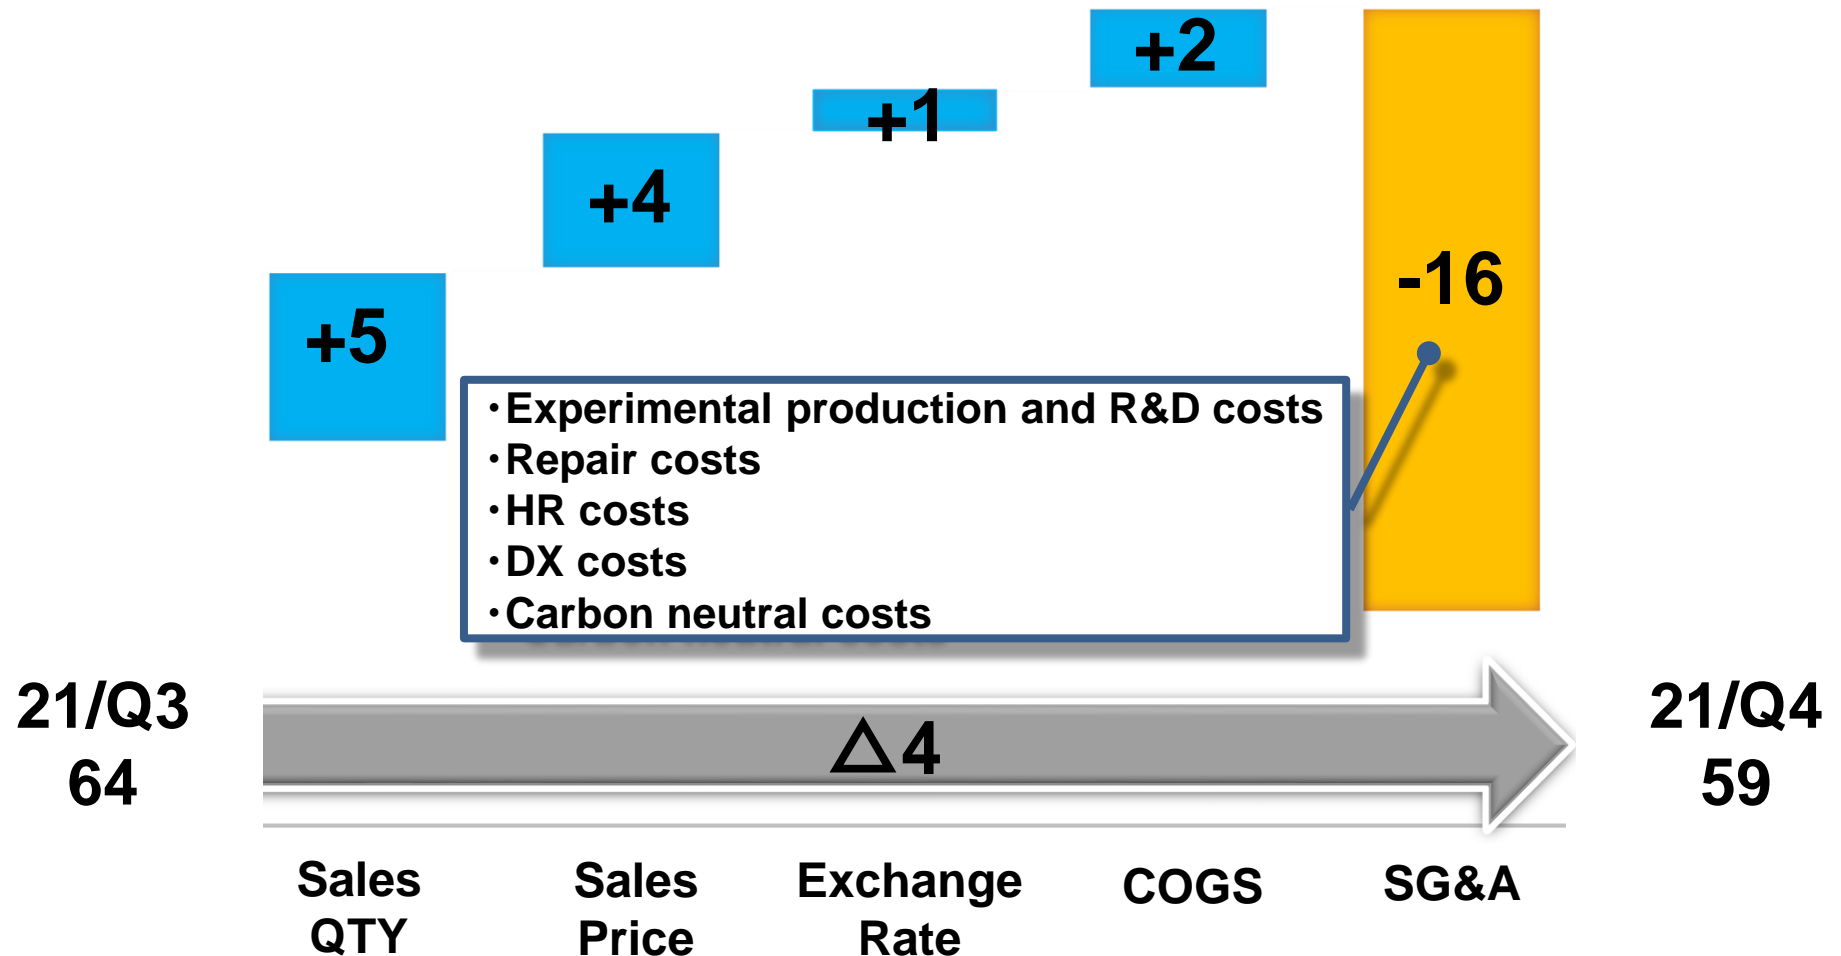 +5
+4
+1
+2
-16
・Experimental production and R&D costs
・Repair costs
・HR costs
・DX costs
・Carbon neutral costs
21/Q3
64
△4
21/Q4
59
Sales
QTY
Sales
Price
Exchange
Rate
COGS
SG&A